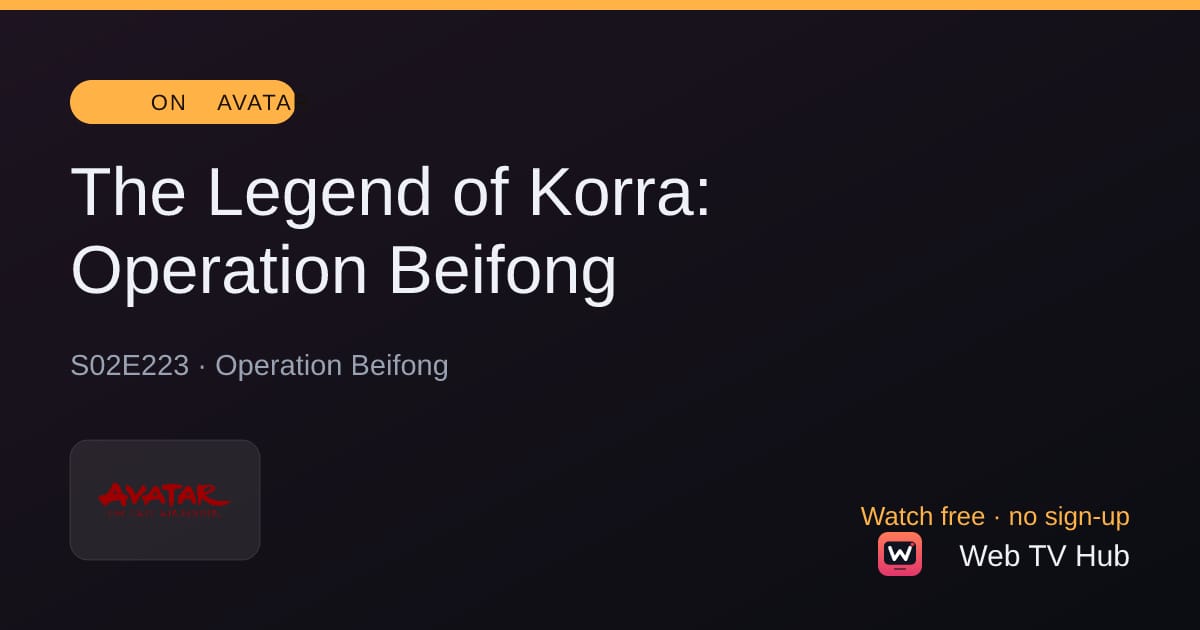 ON AVATA
The Legend of Korra:
Operation Beifong
S02E223 · Operation Beifong
AVATAR
Watch free · no sign-up
W
Web TV Hub